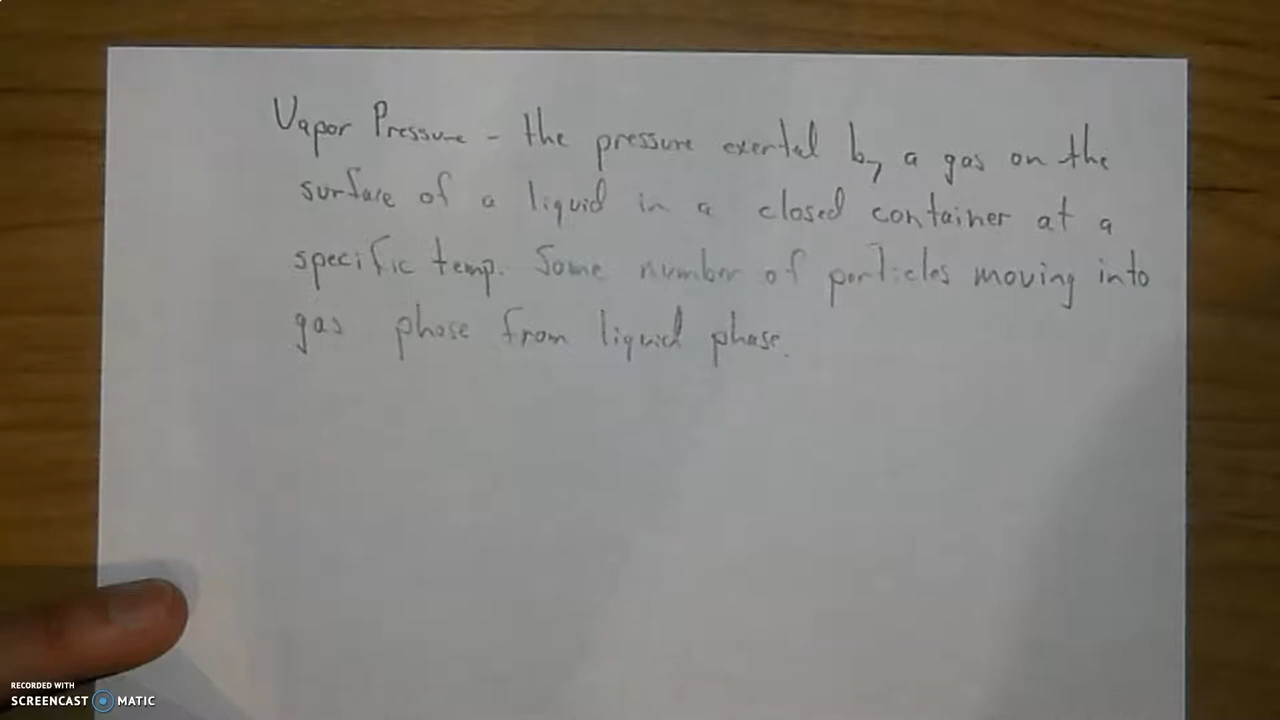 Vapor Pressure - the pressure exerted by a gas on the
surface of a liquid in a closed container at a
specific temp. Some number of particles moving into
gas phase from liquid phase.
RECORDED WITH
SCREENCAST MATIC